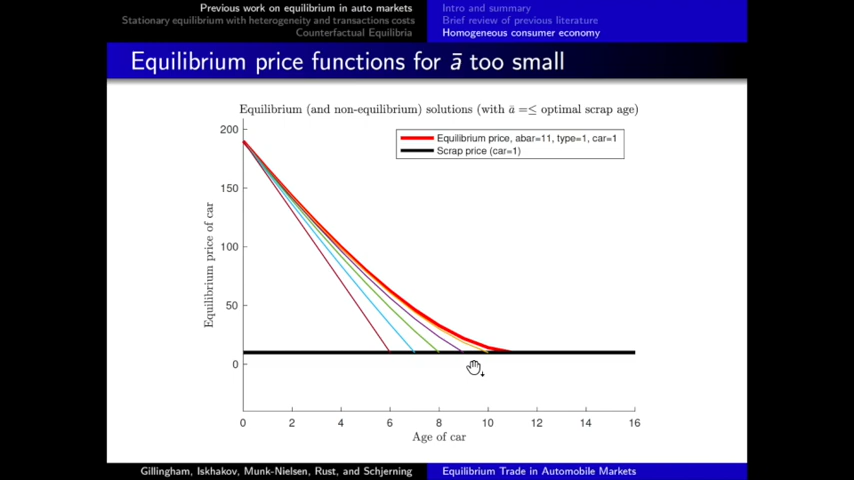 Previous work on equilibrium in auto markets
Stationary equilibrium with heterogeneity and transactions costs
Counterfactual Equilibria
Intro and summary
Brief review of previous literature
Homogeneous consumer economy
Equilibrium price functions for ā too small
Equilibrium (and non-equilibrium) solutions (with ā =≤ optimal scrap age)
Equilibrium price, abar=11, type=1, car=1
Scrap price (car=1)
Equilibrium price of car
200
150
100
50
0
0 2 4 6 8 10 12 14 16
Age of car
Gillingham, Iskhakov, Munk-Nielsen, Rust, and Schjerning
Equilibrium Trade in Automobile Markets